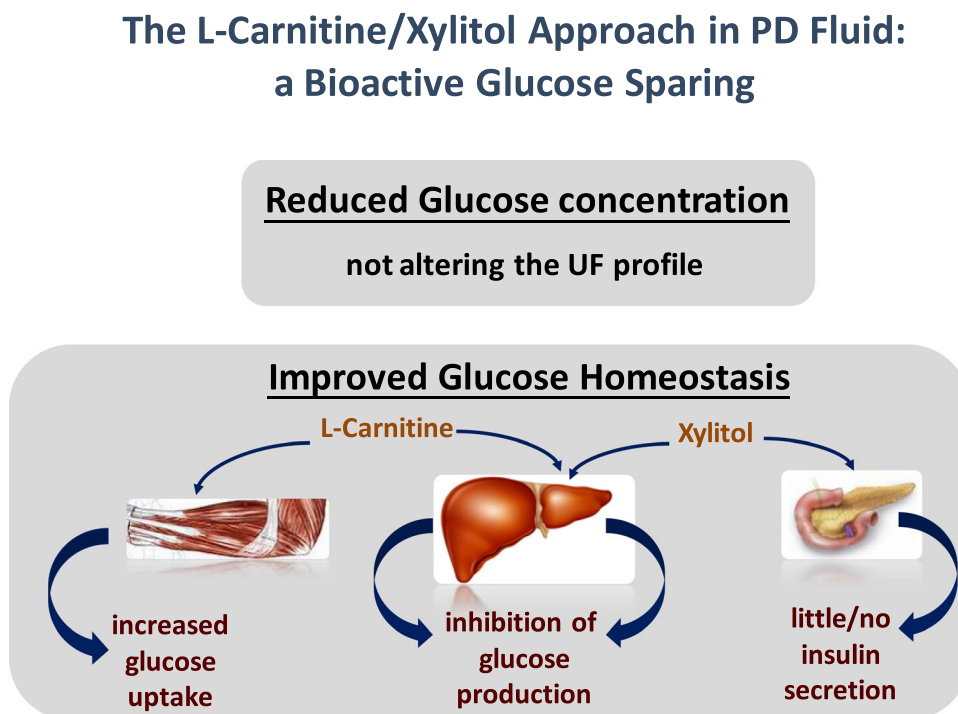 The L-Carnitine/Xylitol Approach in PD Fluid:
a Bioactive Glucose Sparing
Reduced Glucose concentration
not altering the UF profile
Improved Glucose Homeostasis
L-Carnitine
Xylitol
increased
glucose
uptake
inhibition of
glucose
production
little/no
insulin
secretion